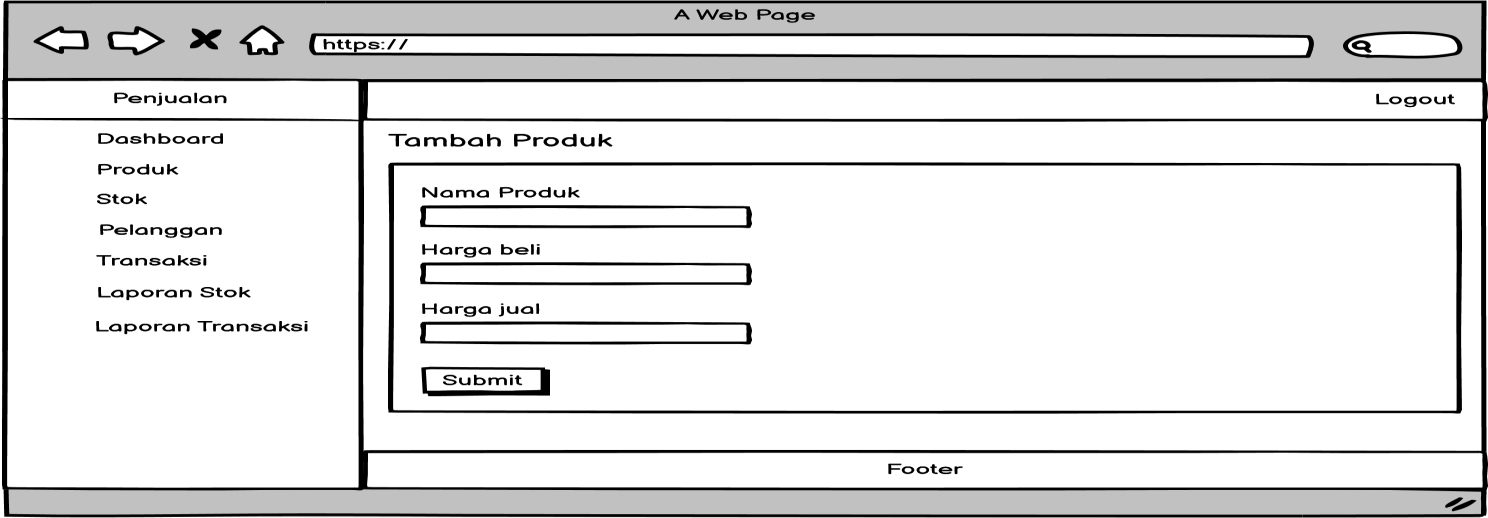 A Web Page
https://
Penjualan
Logout
Dashboard
Produk
Stok
Pelanggan
Transaksi
Laporan Stok
Laporan Transaksi
Tambah Produk
Nama Produk
Harga beli
Harga jual
Submit
Footer